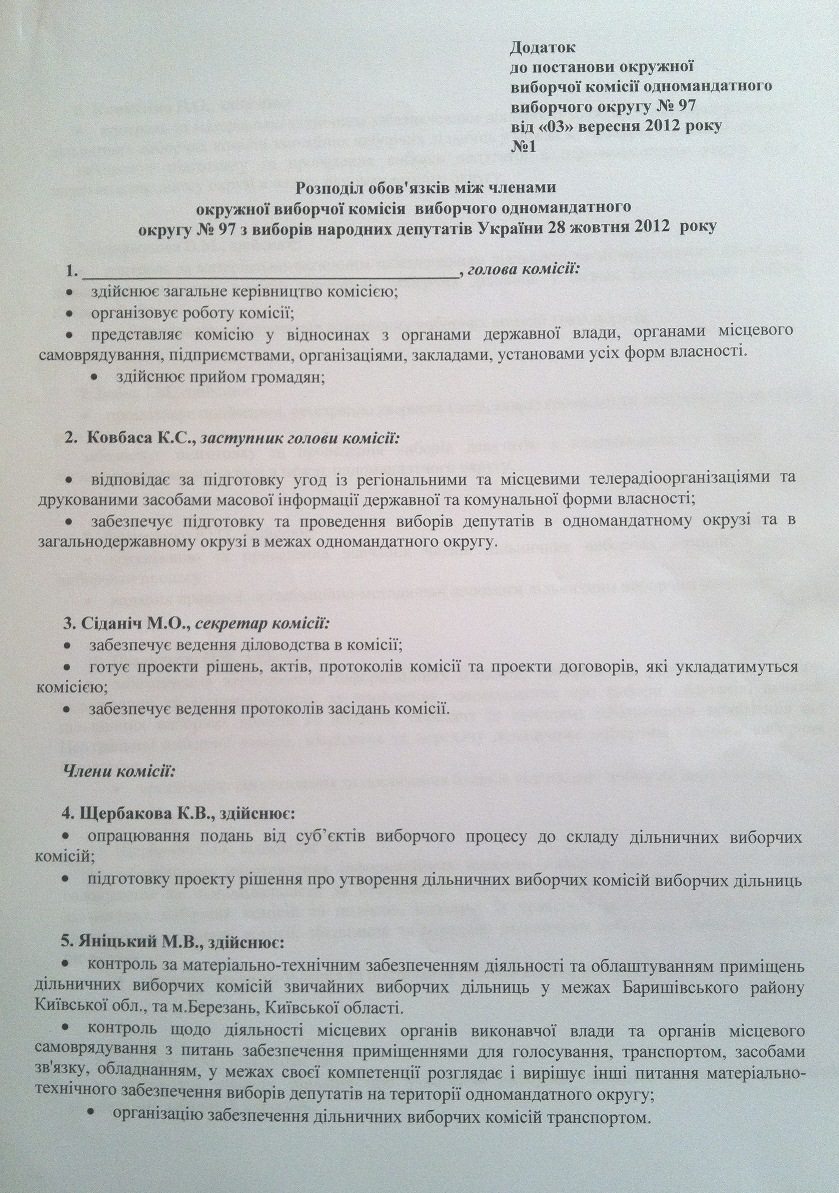 Додаток
до постанови окружної
виборчої комісії одномандатного
виборчого округу № 97
від «03» вересня 2012 року
№1
Розподіл обов'язків між членами
окружної виборчої комісія виборчого одномандатного
округу № 97 з виборів народних депутатів України 28 жовтня 2012 року
1. ________________________________________, голова комісії:
• здійснює загальне керівництво комісією;
• організовує роботу комісії;
• представляє комісію у відносинах з органами державної влади, органами місцевого
самоврядування, підприємствами, організаціями, закладами, установами усіх форм власності.
• здійснює прийом громадян;
2. Ковбаса К.С., заступник голови комісії:
• відповідає за підготовку угод із регіональними та місцевими телерадіоорганізаціями та
друкованими засобами масової інформації державної та комунальної форми власності;
• забезпечує підготовку та проведення виборів депутатів в одномандатному окрузі та в
загальнодержавному окрузі в межах одномандатного округу.
3. Сіданіч М.О., секретар комісії:
• забезпечує ведення діловодства в комісії;
• готує проекти рішень, актів, протоколів комісії та проекти договорів, які укладатимуться
комісією;
• забезпечує ведення протоколів засідань комісії.
Члени комісії:
4. Щербакова К.В., здійснює:
• опрацювання подань від суб’єктів виборчого процесу до складу дільничних виборчих
комісій;
• підготовку проекту рішення про утворення дільничних виборчих комісій виборчих дільниць
5. Яніцький М.В., здійснює:
• контроль за матеріально-технічним забезпеченням діяльності та облаштуванням приміщень
дільничних виборчих комісій звичайних виборчих дільниць у межах Баришівського району
Київської обл., та м.Березань, Київської області.
• контроль щодо діяльності місцевих органів виконавчої влади та органів місцевого
самоврядування з питань забезпечення приміщеннями для голосування, транспортом, засобами
зв'язку, обладнанням, у межах своєї компетенції розглядає і вирішує інші питання матеріально-
технічного забезпечення виборів депутатів на території одномандатного округу;
• організацію забезпечення дільничних виборчих комісій транспортом.